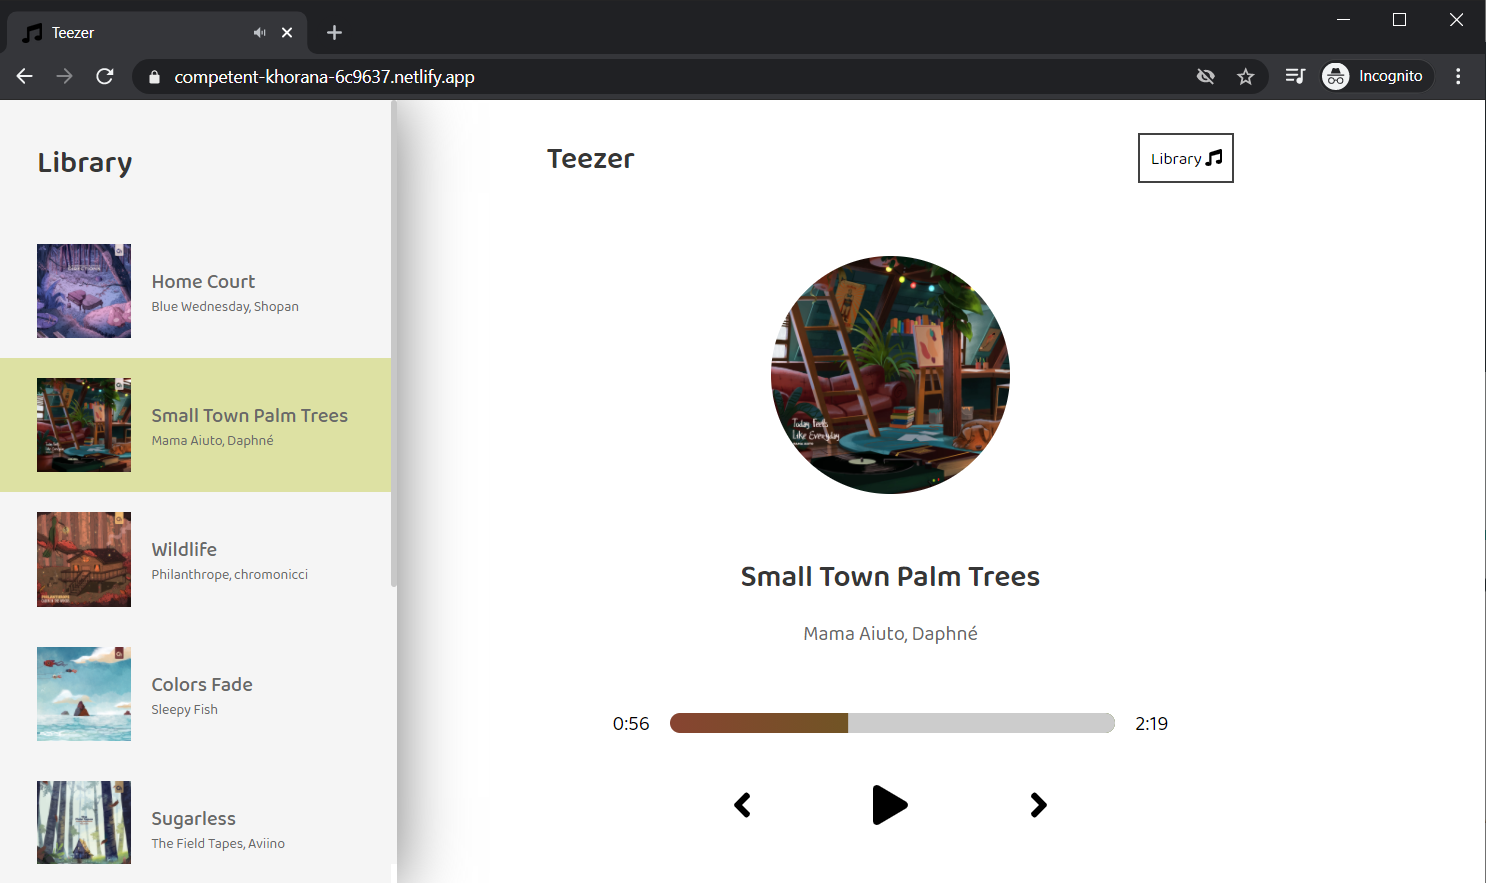 Teezer
competent-khorana-6c9637.netlify.app
Incognito
Library
Home Court
Blue Wednesday, Shopan
Small Town Palm Trees
Mama Aiuto, Daphné
Wildlife
Philanthrope, chromonicci
Colors Fade
Sleepy Fish
Sugarless
The Field Tapes, Aviino
Teezer
Library
Today Feels
Like Everyday
Small Town Palm Trees
Mama Aiuto, Daphné
0:56
2:19